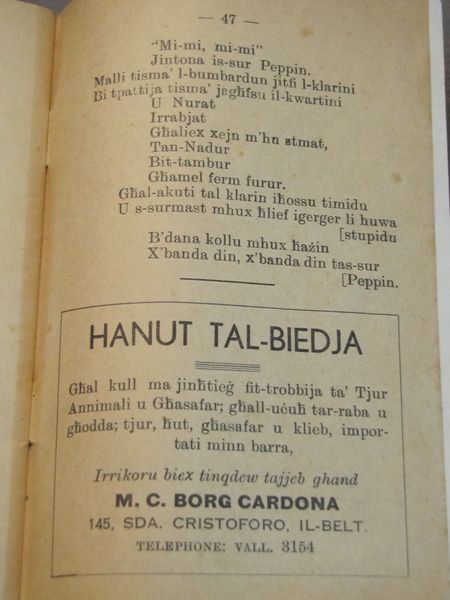 — 47 —
"Mi-mi, mi-mi"
Jintona is-sur Peppin.
Malli tisma' l-bumbardun jitfi l-klarini
Bi tpattija tisma' jagħfsu il-kwartini
U Nurat
Irrabjat
Għaliex xejn m'hu stmat,
Tan-Nadur
Bit-tambur
Għamel ferm furur.
Għal-akuti tal klarin iħossu timidu
U s-surmast mhux ħlief igerger li huwa
[stupidu
B'dana kollu mhux ħażin
X'banda din, x'banda din tas-sur
[Peppin.
HANUT TAL-BIEDJA
Għal kull ma jinħtieġ fit-trobbija ta' Tjur
Annimali u Għasafar; għall-uċuħ tar-raba u
għodda; tjur, ħut, għasafar u klieb, impor-
tati minn barra,
Irrikoru biex tinqdew tajjeb għand
M. C. BORG CARDONA
145, SDA. CRISTOFORO, IL-BELT.
TELEPHONE: VALL. 3154